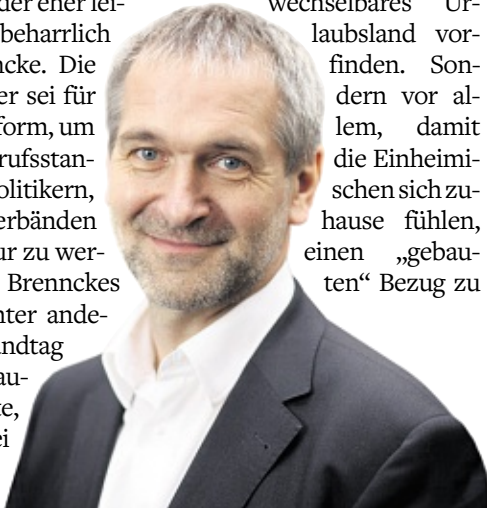 der eher lei-
beharrlich
ncke. Die
er sei für
form, um
rufsstan-
olitikern,
erbänden
ur zu wer-
Brennckes
nter ande-
ndtag
au-
te,
ei
wechselbares Ur-
laubsland vor-
finden. Son-
dern vor al-
lem, damit
die Einheimi-
schen sich zu-
hause fühlen,
einen „gebau-
ten“ Bezug zu